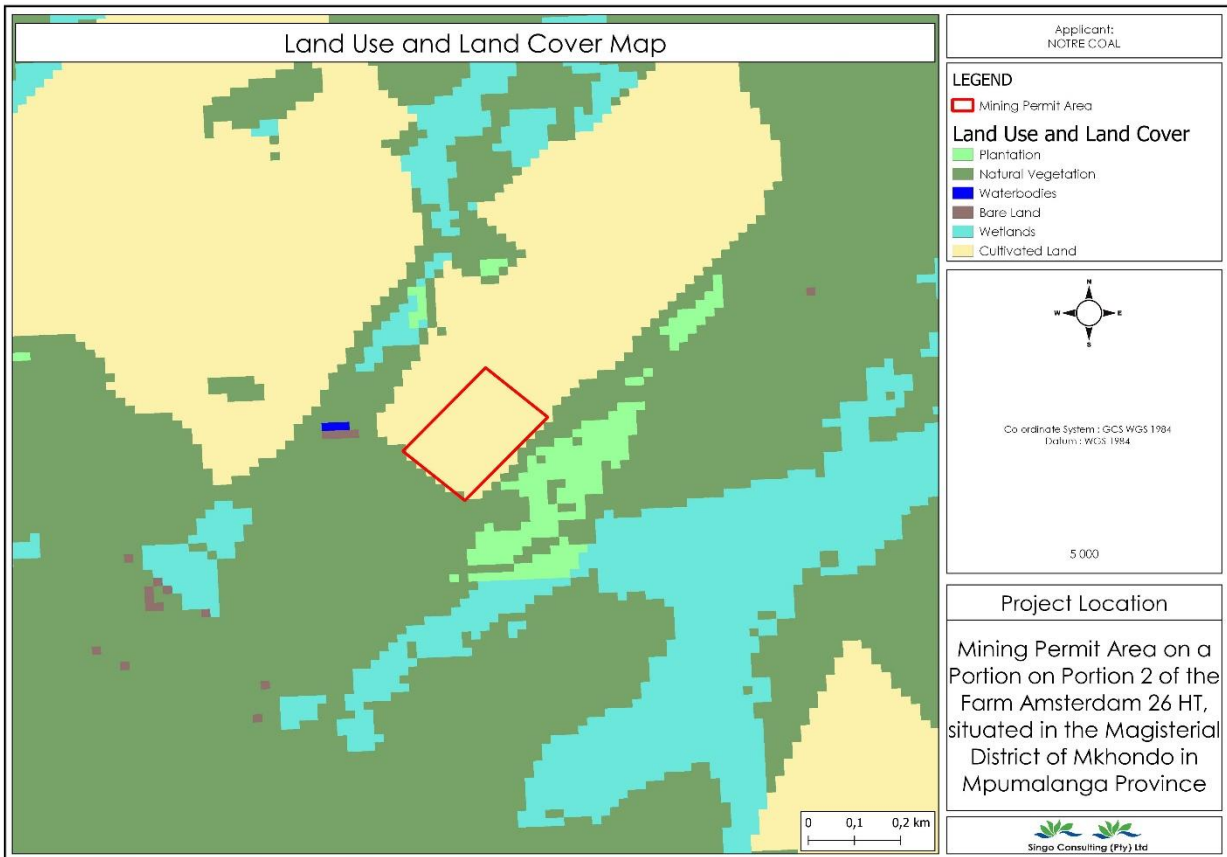 Land Use and Land Cover Map
Applicant:
NOTRE COAL
LEGEND
Mining Permit Area
Land Use and Land Cover
Plantation
Natural Vegetation
Waterbodies
Bare Land
Wetlands
Cultivated Land
N
W E
S
Co ordinate System : GCS WGS 1984
Datum : WGS 1984
5 000
Project Location
Mining Permit Area on a
Portion on Portion 2 of the
Farm Amsterdam 26 HT,
situated in the Magisterial
District of Mkhondo in
Mpumalanga Province
0 0,1 0,2 km
Singo Consulting (Pty) Ltd